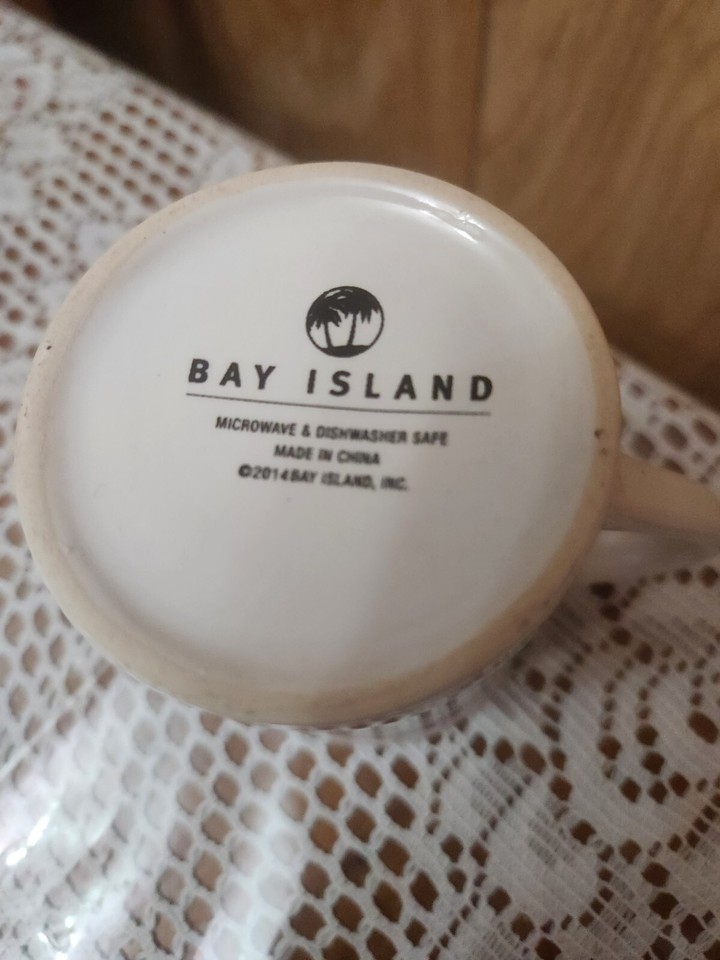 BAY ISLAND
MICROWAVE & DISHWASHER SAFE
MADE IN CHINA
©2014 BAY ISLAND, INC.